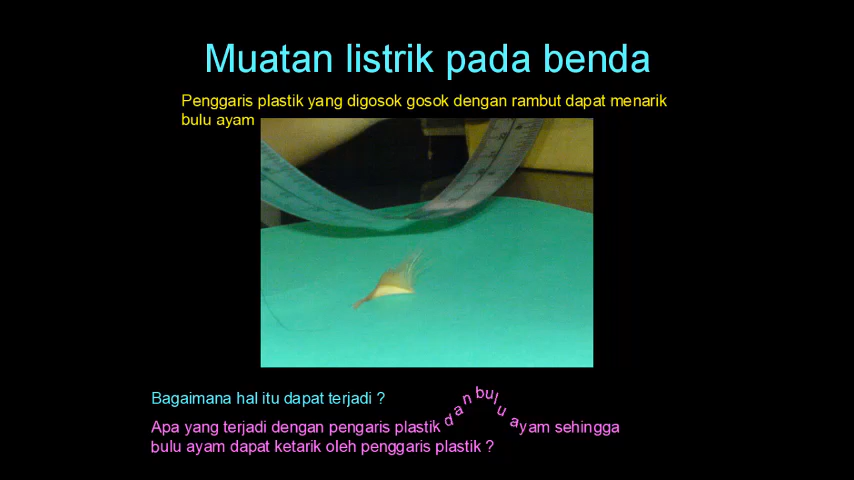 Muatan listrik pada benda
Penggaris plastik yang digosok gosok dengan rambut dapat menarik
bulu ayam
Bagaimana hal itu dapat terjadi ?
Apa yang terjadi dengan pengaris plastik dan bulu ayam sehingga
bulu ayam dapat ketarik oleh penggaris plastik ?